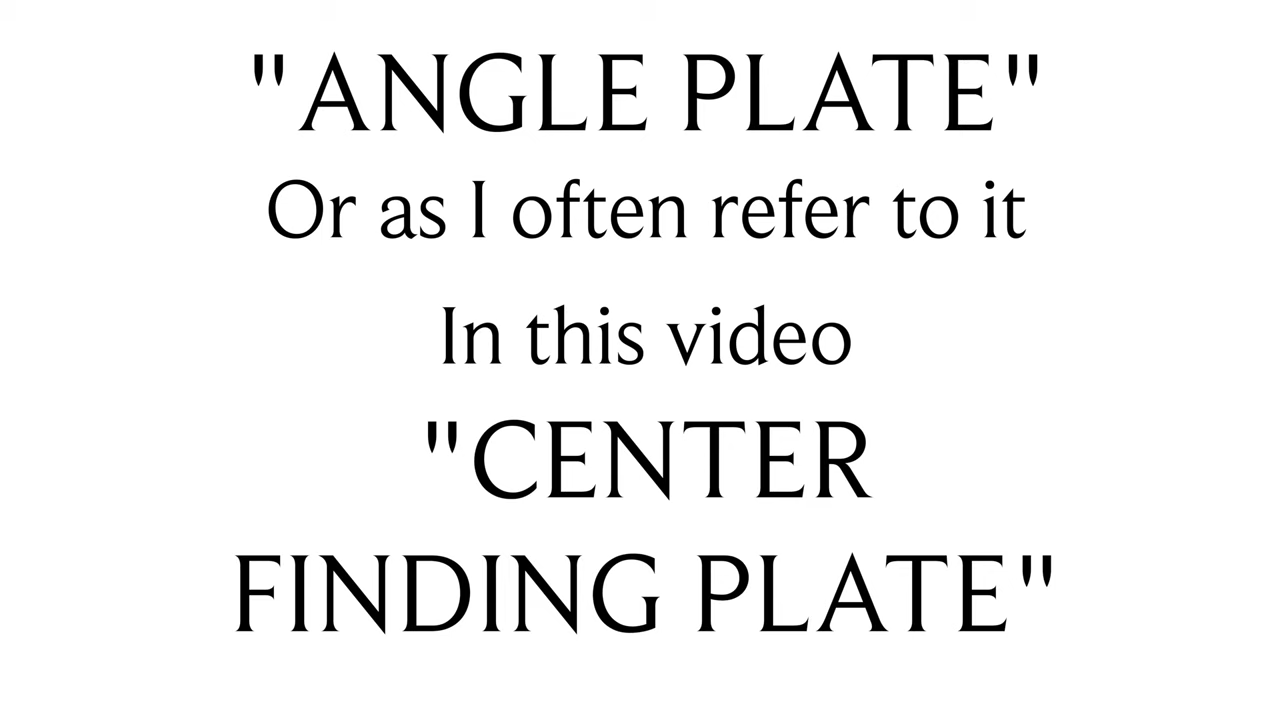 "ANGLE PLATE"
Or as I often refer to it
In this video
"CENTER
FINDING PLATE"